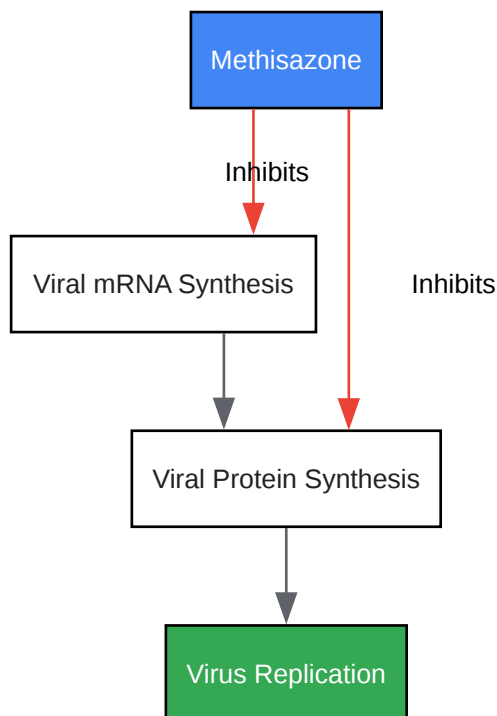 Methisazone
Inhibits
Viral mRNA Synthesis
Inhibits
Viral Protein Synthesis
Virus Replication